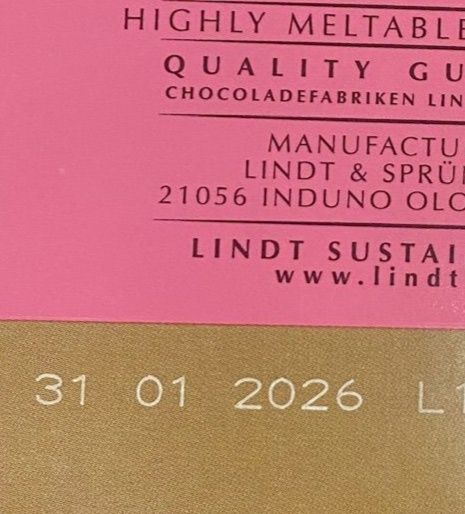 HIGHLY MELTABLE
QUALITY GU
CHOCOLADEFABRIKEN LIN
MANUFACTU
LINDT & SPRÜ
21056 INDUNO OLO
LINDT SUSTAI
www.lindt
31 01 2026 L1